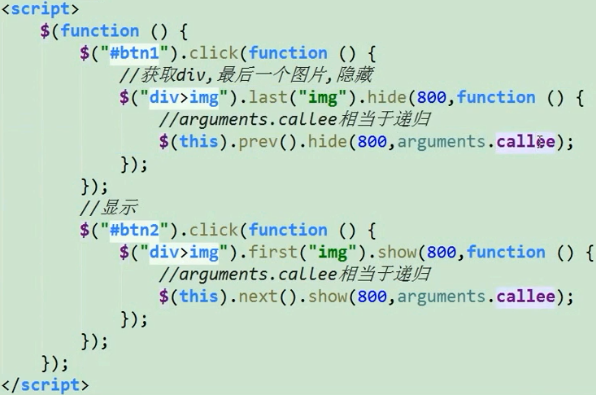 <script>
$(function () {
$("#btn1").click(function () {
//获取div,最后一个图片,隐藏
$("div>img").last("img").hide(800,function () {
//arguments.callee相当于递归
$(this).prev().hide(800,arguments.callee);
});
});
//显示
$("#btn2").click(function () {
$("div>img").first("img").show(800,function () {
//arguments.callee相当于递归
$(this).next().show(800,arguments.callee);
});
});
});
</script>